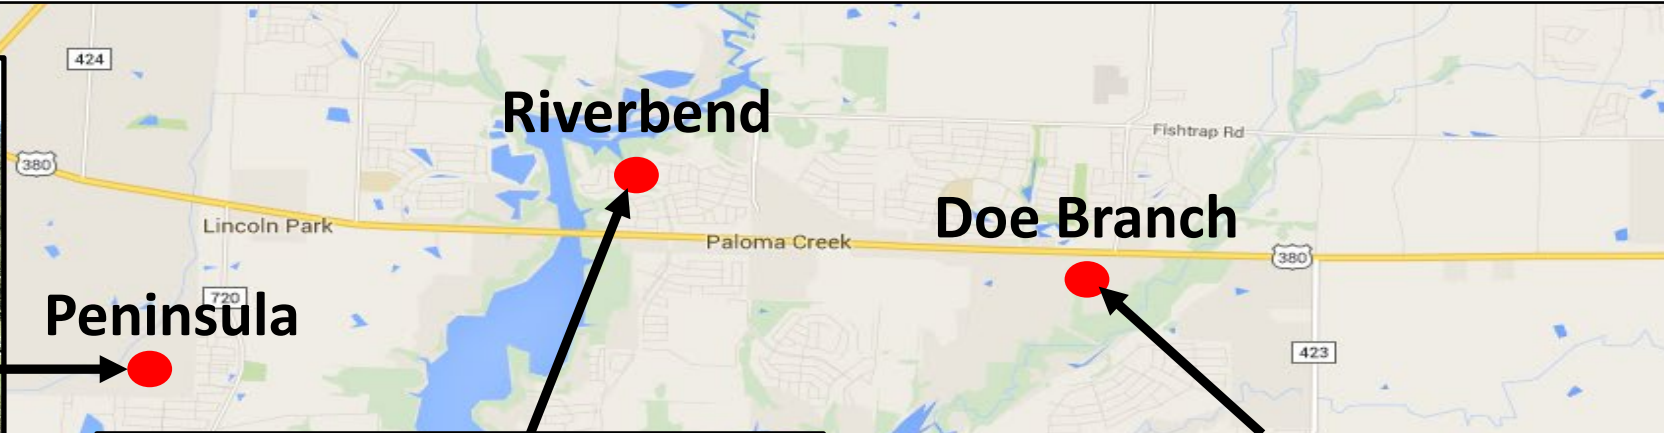 424
Riverbend
Fishtrap Rd
380
Doe Branch
Lincoln Park
Paloma Creek
380
720
Peninsula
423